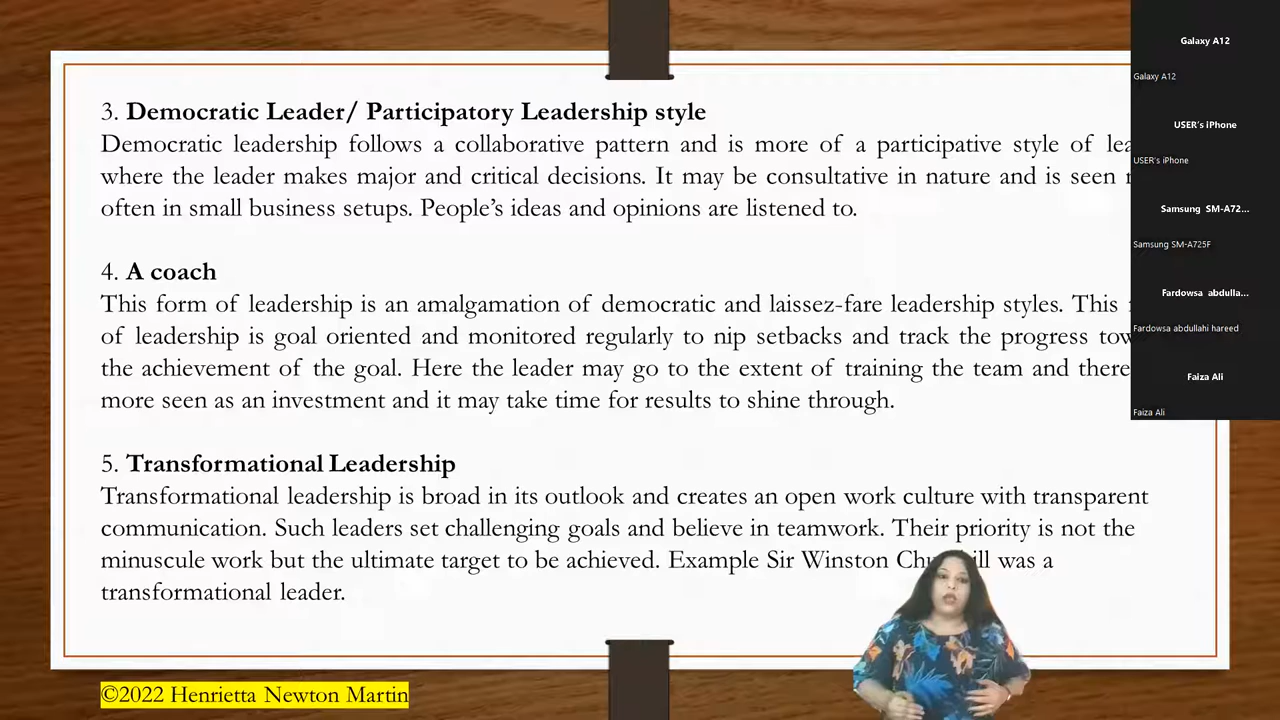 3. Democratic Leader/ Participatory Leadership style
Democratic leadership follows a collaborative pattern and is more of a participative style of
where the leader makes major and critical decisions. It may be consultative in nature and is seen
often in small business setups. People's ideas and opinions are listened to.
4. A coach
This form of leadership is an amalgamation of democratic and laissez-fare leadership styles. This
of leadership is goal oriented and monitored regularly to nip setbacks and track the progress
the achievement of the goal. Here the leader may go to the extent of training the team and
more seen as an investment and it may take time for results to shine through.
5. Transformational Leadership
Transformational leadership is broad in its outlook and creates an open work culture with transparent
communication. Such leaders set challenging goals and believe in teamwork. Their priority is not the
minuscule work but the ultimate target to be achieved. Example Sir Winston was a
transformational leader.
©2022 Henrietta Newton Martin
Galaxy A12
Galaxy A12
USER's iPhone
USER's iPhone
Samsung SM-A72...
Samsung SM-A725F
Fardowsa abdulla...
Fardowsa abdullahi hareed
Faiza Ali
Faiza Ali